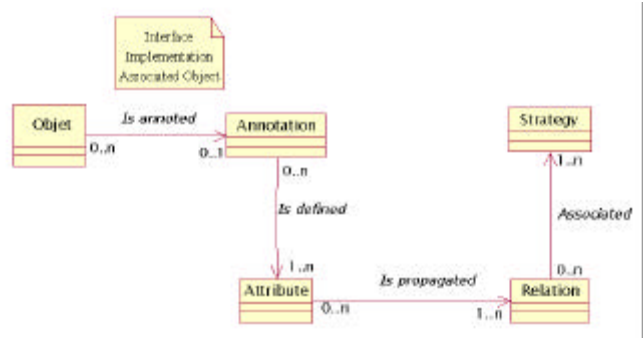 Interface
Implementation
Associated Object
Objet
Is annoted
Annotation
Strategy
0..n
0..1
0..n
1..n
Is defined
Associated
1..n
Is propagated
0..n
Attribute
Relation
0..n
1..n